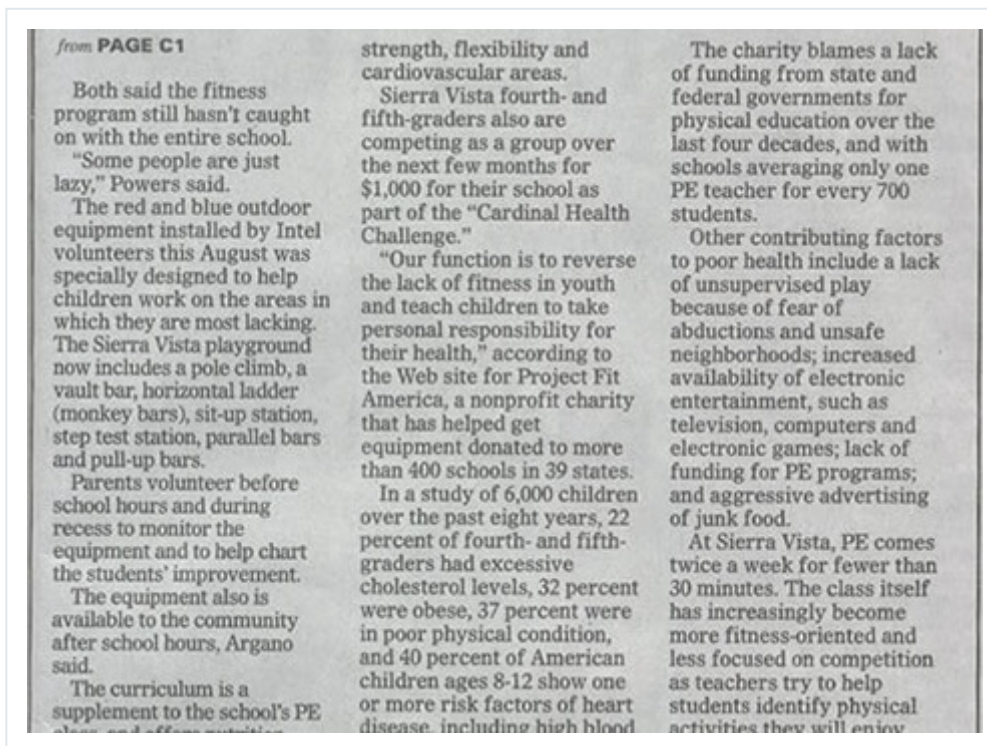 from PAGE C1
Both said the fitness
program still hasn't caught
on with the entire school.
“Some people are just
lazy,” Powers said.
The red and blue outdoor
equipment installed by Intel
volunteers this August was
specially designed to help
children work on the areas in
which they are most lacking.
The Sierra Vista playground
now includes a pole climb, a
vault bar, horizontal ladder
(monkey bars), sit-up station,
step test station, parallel bars
and pull-up bars.
Parents volunteer before
school hours and during
recess to monitor the
equipment and to help chart
the students' improvement.
The equipment also is
available to the community
after school hours, Argano
said.
The curriculum is a
supplement to the school's PE
strength, flexibility and
cardiovascular areas.
Sierra Vista fourth- and
fifth-graders also are
competing as a group over
the next few months for
$1,000 for their school as
part of the “Cardinal Health
Challenge.”
“Our function is to reverse
the lack of fitness in youth
and teach children to take
personal responsibility for
their health,” according to
the Web site for Project Fit
America, a nonprofit charity
that has helped get
equipment donated to more
than 400 schools in 39 states.
In a study of 6,000 children
over the past eight years, 22
percent of fourth- and fifth-
graders had excessive
cholesterol levels, 32 percent
were obese, 37 percent were
in poor physical condition,
and 40 percent of American
children ages 8-12 show one
or more risk factors of heart
disease, including high blood
The charity blames a lack
of funding from state and
federal governments for
physical education over the
last four decades, and with
schools averaging only one
PE teacher for every 700
students.
Other contributing factors
to poor health include a lack
of unsupervised play
because of fear of
abductions and unsafe
neighborhoods; increased
availability of electronic
entertainment, such as
television, computers and
electronic games; lack of
funding for PE programs;
and aggressive advertising
of junk food.
At Sierra Vista, PE comes
twice a week for fewer than
30 minutes. The class itself
has increasingly become
more fitness-oriented and
less focused on competition
as teachers try to help
students identify physical
activities they will enjoy